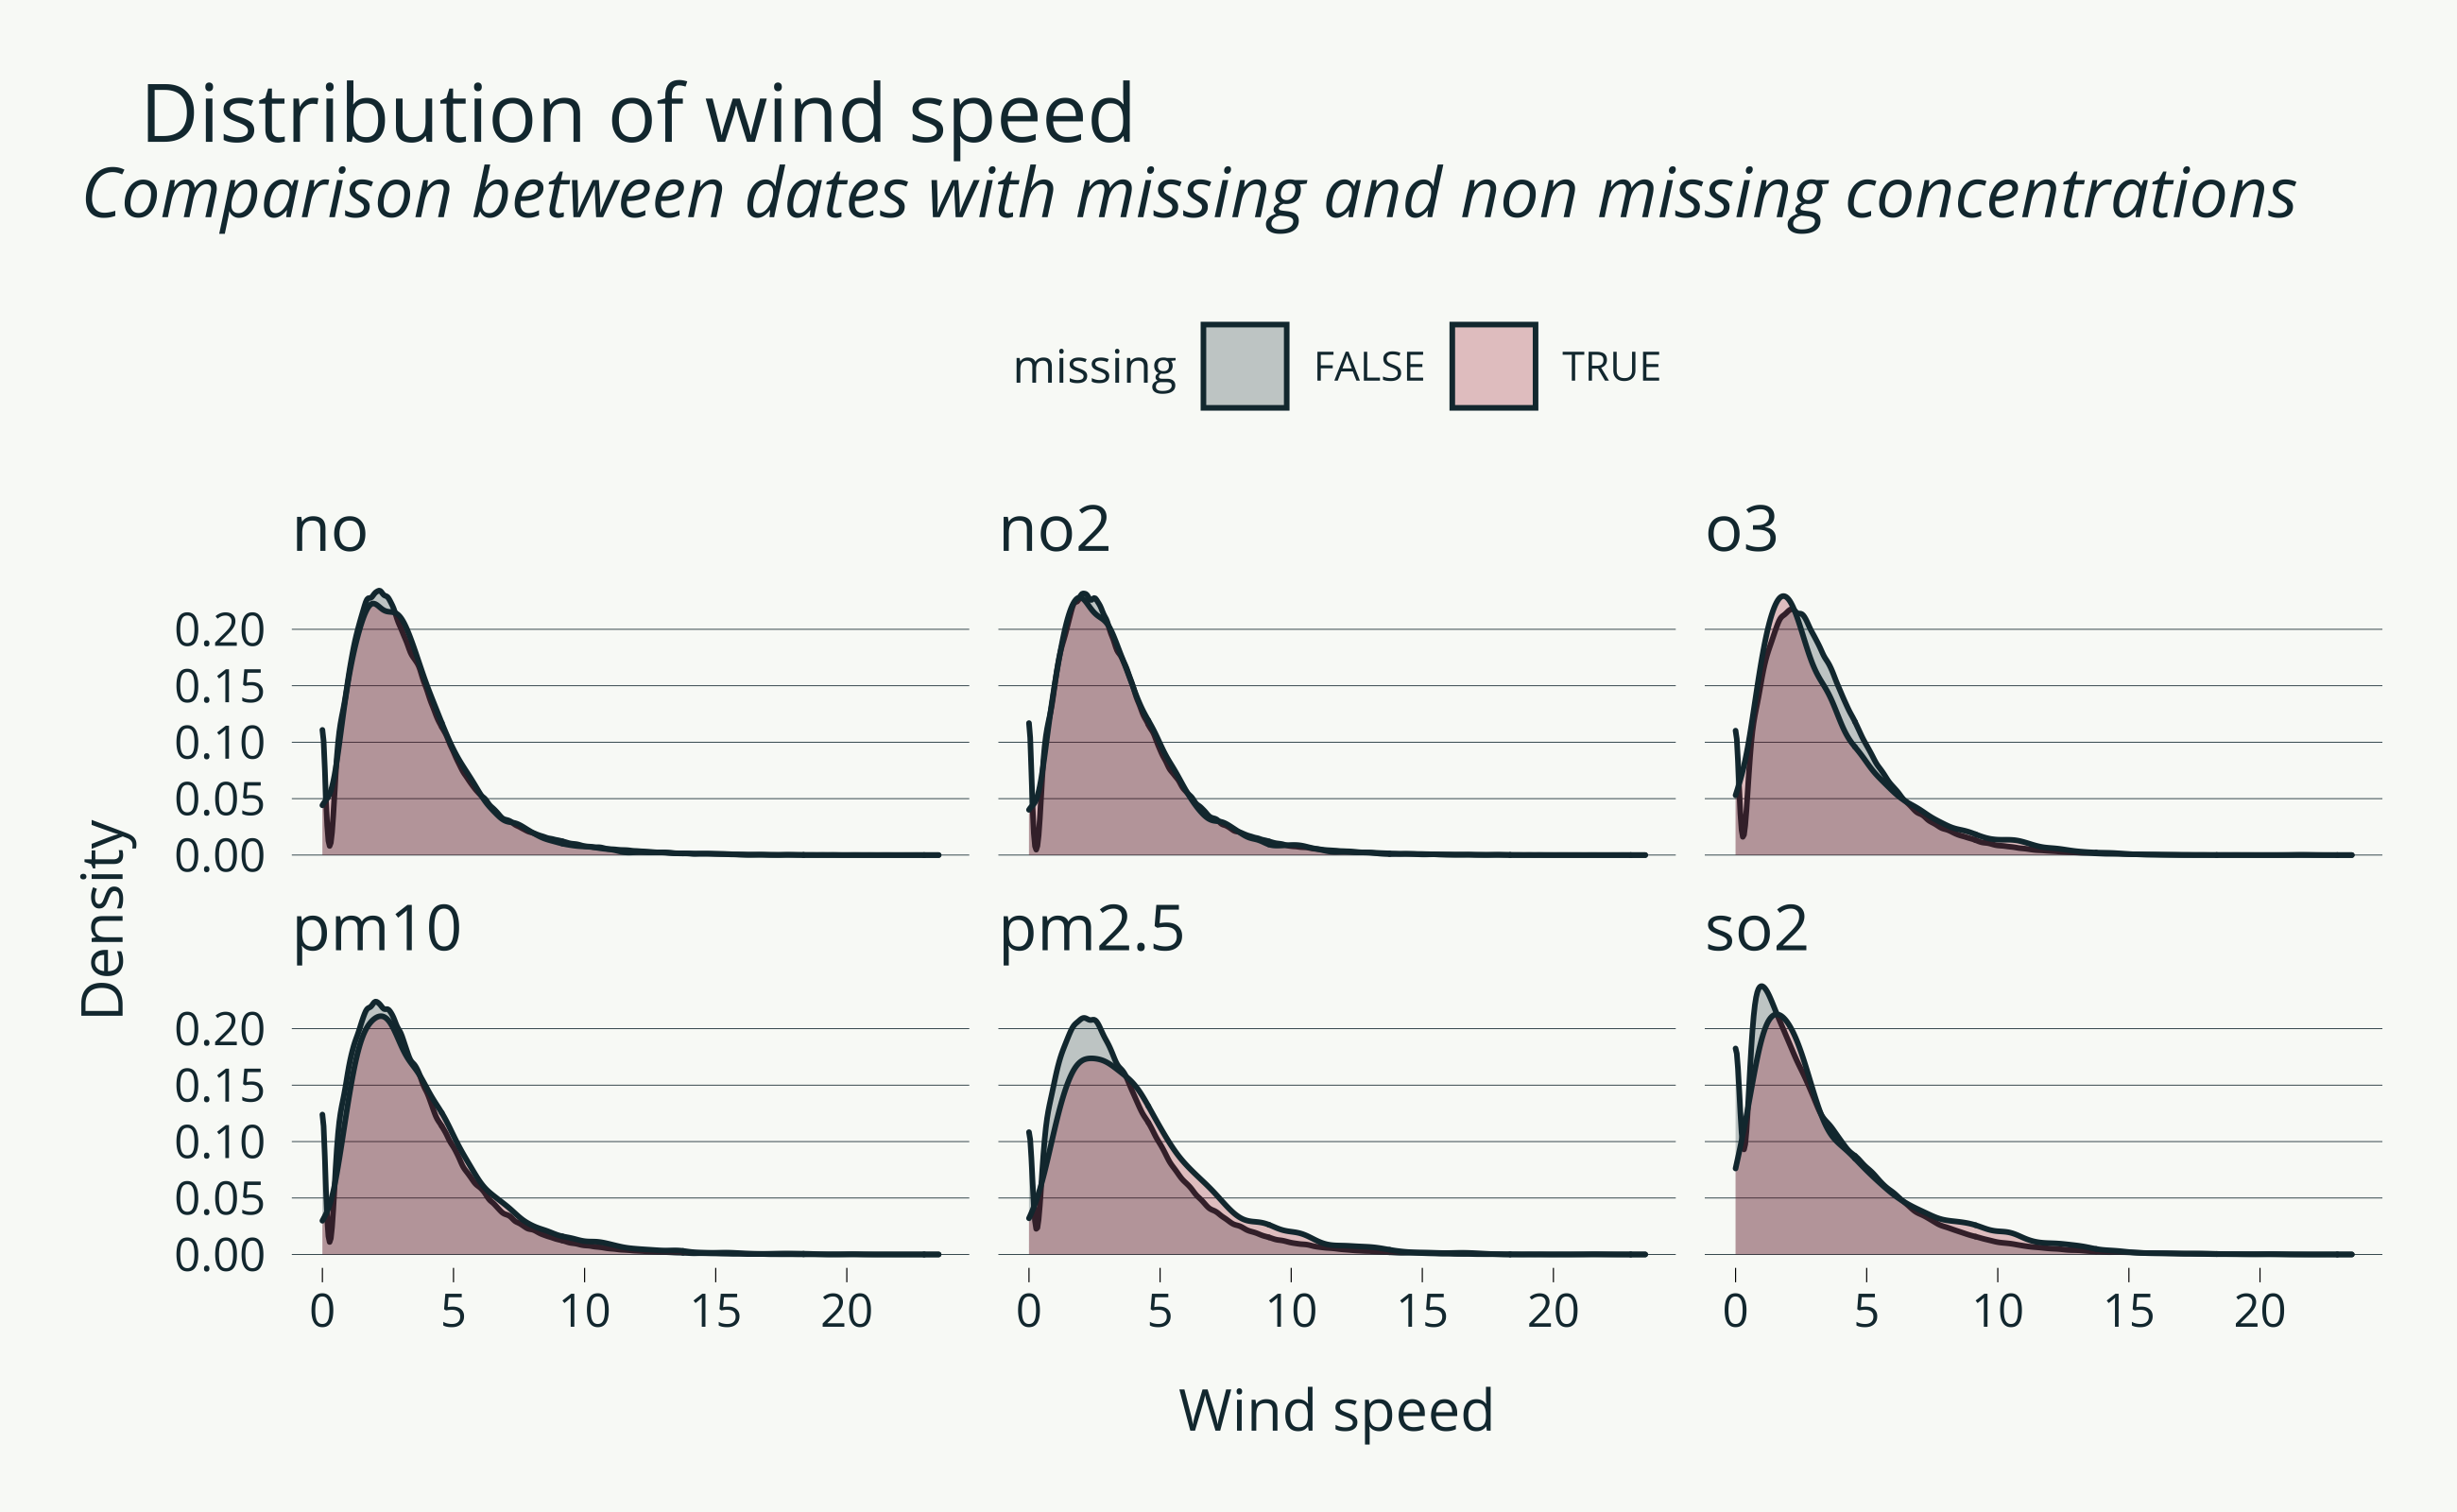 Distribution of wind speed
Comparison between dates with missing and non missing concentrations
missing FALSE TRUE
no no2 o3
0.20
0.15
0.10
0.05
0.00
Density
pm10 pm2.5 so2
0.20
0.15
0.10
0.05
0.00
0 5 10 15 20 0 5 10 15 20 0 5 10 15 20
Wind speed